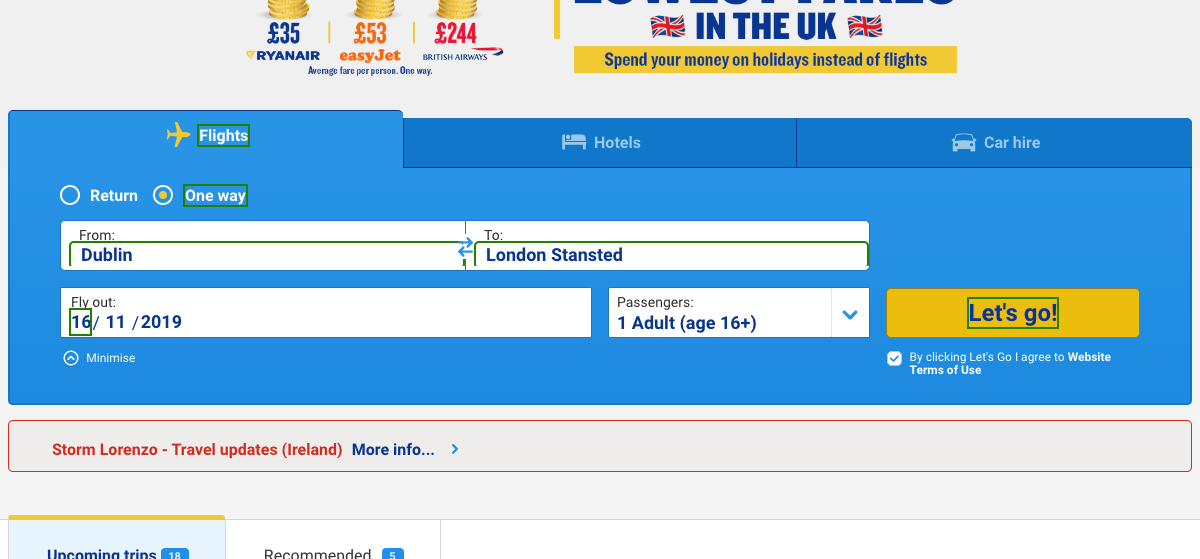 LOWEST FARES
£35 £53 £244
IN THE UK
RYANAIR easyJet BRITISH AIRWAYS
Average fare per person. One way.
Spend your money on holidays instead of flights
Flights Hotels Car hire
Return One way
From: To:
Dublin London Stansted
Fly out: Passengers:
16/ 11 /2019 1 Adult (age 16+) Let's go!
Minimise
By clicking Let's Go I agree to Website
Terms of Use
Storm Lorenzo - Travel updates (Ireland) More info...
Upcoming trips 18 Recommended 5